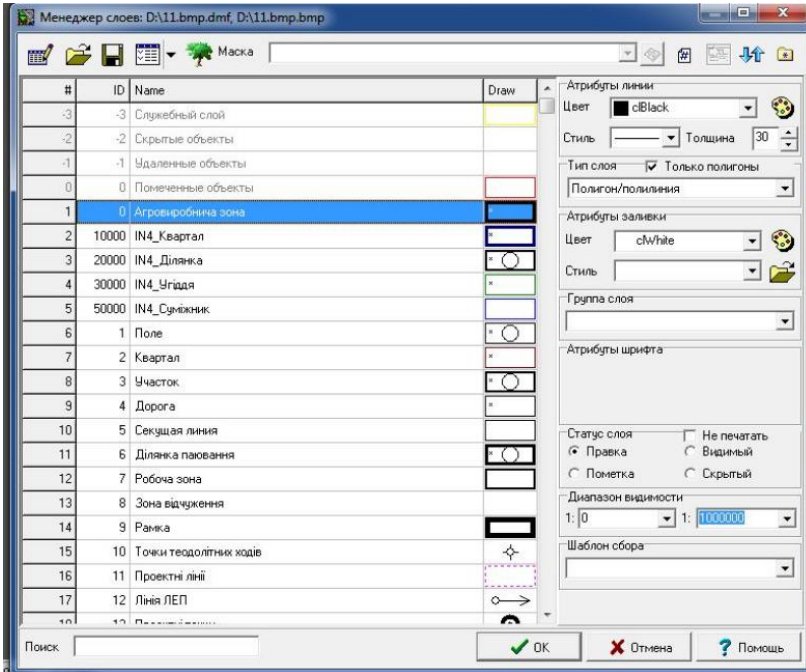 Менеджер слоев: D:\11.bmp.dmf, D:\11.bmp.bmp
Маска
# ID Name Draw
-3 -3 Служебный слой
-2 -2 Скрытые объекты
-1 -1 Удаленные объекты
0 0 Помеченные объекты
1 0 Агровиробнича зона
2 10000 IN4_Квартал
3 20000 IN4_Ділянка
4 30000 IN4_Угіддя
5 50000 IN4_Суміжник
6 1 Поле
7 2 Квартал
8 3 Участок
9 4 Дорога
10 5 Секущая линия
11 6 Ділянка паювання
12 7 Робоча зона
13 8 Зона відчуження
14 9 Рамка
15 10 Точки теодолітних ходів
16 11 Проектні лінії
17 12 Лінія ЛЕП
Атрибуты линии
Цвет clBlack
Стиль Толщина 30
Тип слоя Только полигоны
Полигон/полилиния
Атрибуты заливки
Цвет clWhite
Стиль
Группа слоя
Атрибуты шрифта
Статус слоя Не печатать
Правка Видимый
Пометка Скрытый
Диапазон видимости
1: 0 1: 1000000
Шаблон сбора
Поиск OK Отмена Помощь